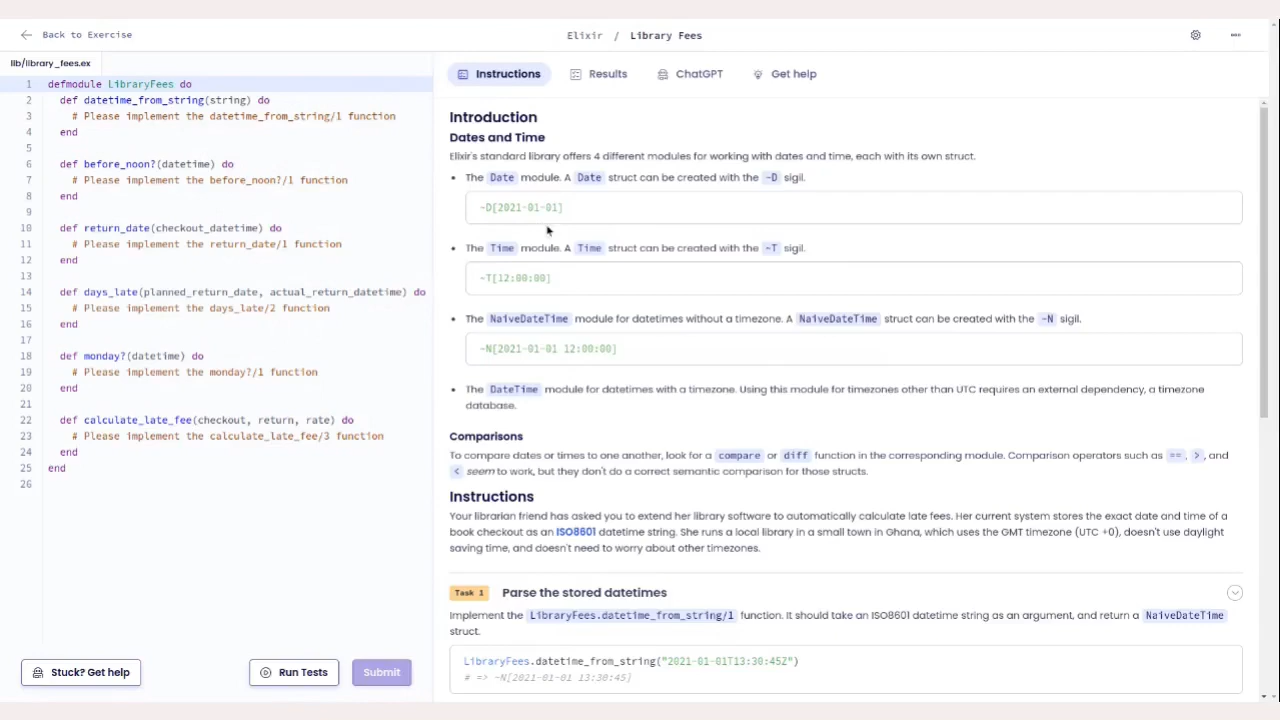 Back to Exercise
Elixir / Library Fees
lib/library_fees.ex
1 defmodule LibraryFees do
2 def datetime_from_string(string) do
3 # Please implement the datetime_from_string/1 function
4 end
5
6 def before_noon?(datetime) do
7 # Please implement the before_noon?/1 function
8 end
9
10 def return_date(checkout_datetime) do
11 # Please implement the return_date/1 function
12 end
13
14 def days_late(planned_return_date, actual_return_datetime) do
15 # Please implement the days_late/2 function
16 end
17
18 def monday?(datetime) do
19 # Please implement the monday?/1 function
20 end
21
22 def calculate_late_fee(checkout, return, rate) do
23 # Please implement the calculate_late_fee/3 function
24 end
25 end
26
Stuck? Get help
Run Tests
Submit
Instructions
Results
ChatGPT
Get help
Introduction
Dates and Time
Elixir's standard library offers 4 different modules for working with dates and time, each with its own struct.
• The Date module. A Date struct can be created with the ~D sigil.
~D[2021-01-01]
• The Time module. A Time struct can be created with the ~T sigil.
~T[12:00:00]
• The NaiveDateTime module for datetimes without a timezone. A NaiveDateTime struct can be created with the ~N sigil.
~N[2021-01-01 12:00:00]
• The DateTime module for datetimes with a timezone. Using this module for timezones other than UTC requires an external dependency, a timezone
database.
Comparisons
To compare dates or times to one another, look for a compare or diff function in the corresponding module. Comparison operators such as ==, >, and
< seem to work, but they don't do a correct semantic comparison for those structs.
Instructions
Your librarian friend has asked you to extend her library software to automatically calculate late fees. Her current system stores the exact date and time of a
book checkout as an ISO8601 datetime string. She runs a local library in a small town in Ghana, which uses the GMT timezone (UTC +0), doesn't use daylight
saving time, and doesn't need to worry about other timezones.
Task 1 Parse the stored datetimes
Implement the LibraryFees.datetime_from_string/1 function. It should take an ISO8601 datetime string as an argument, and return a NaiveDateTime
struct.
LibraryFees.datetime_from_string("2021-01-01T13:30:45Z")
# => ~N[2021-01-01 13:30:45]